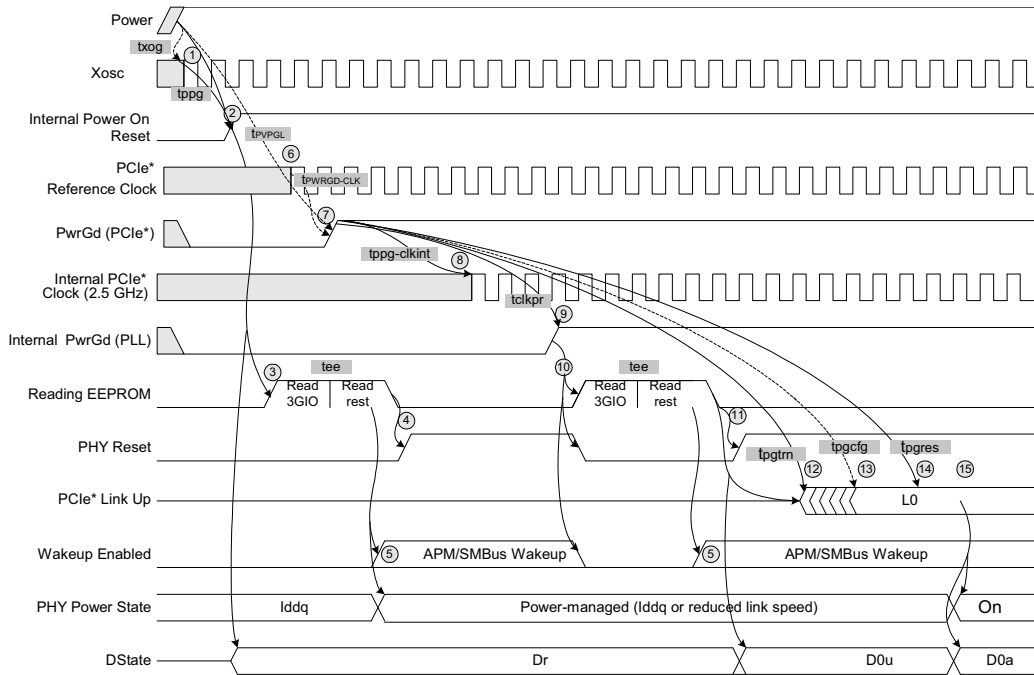 Power
txog
1
Xosc
tppg
2
Internal Power On
Reset
tPVPGL
6
PCIe*
Reference Clock
tPWRGD-CLK
7
PwrGd (PCIe*)
tppg-clkint
8
Internal PCIe*
Clock (2.5 GHz)
tclkpr
9
Internal PwrGd (PLL)
3
tee
10
tee
Reading EEPROM
Read
3GIO
Read
rest
Read
3GIO
Read
rest
4
11
PHY Reset
tpgtrn
tpgcfg
tpgres
12
13
14
15
PCIe* Link Up
L0
Wakeup Enabled
5
APM/SMBus Wakeup
5
APM/SMBus Wakeup
PHY Power State
Iddq
Power-managed (Iddq or reduced link speed)
On
DState
Dr
D0u
D0a